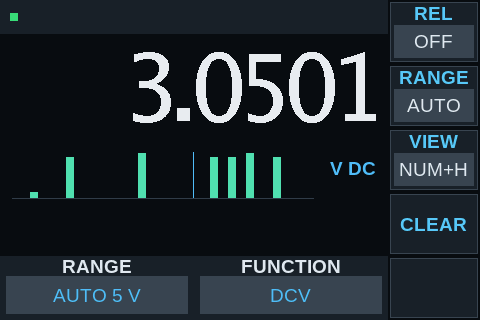 3.0501
V DC
REL
OFF
RANGE
AUTO
VIEW
NUM+H
CLEAR
RANGE
AUTO 5 V
FUNCTION
DCV